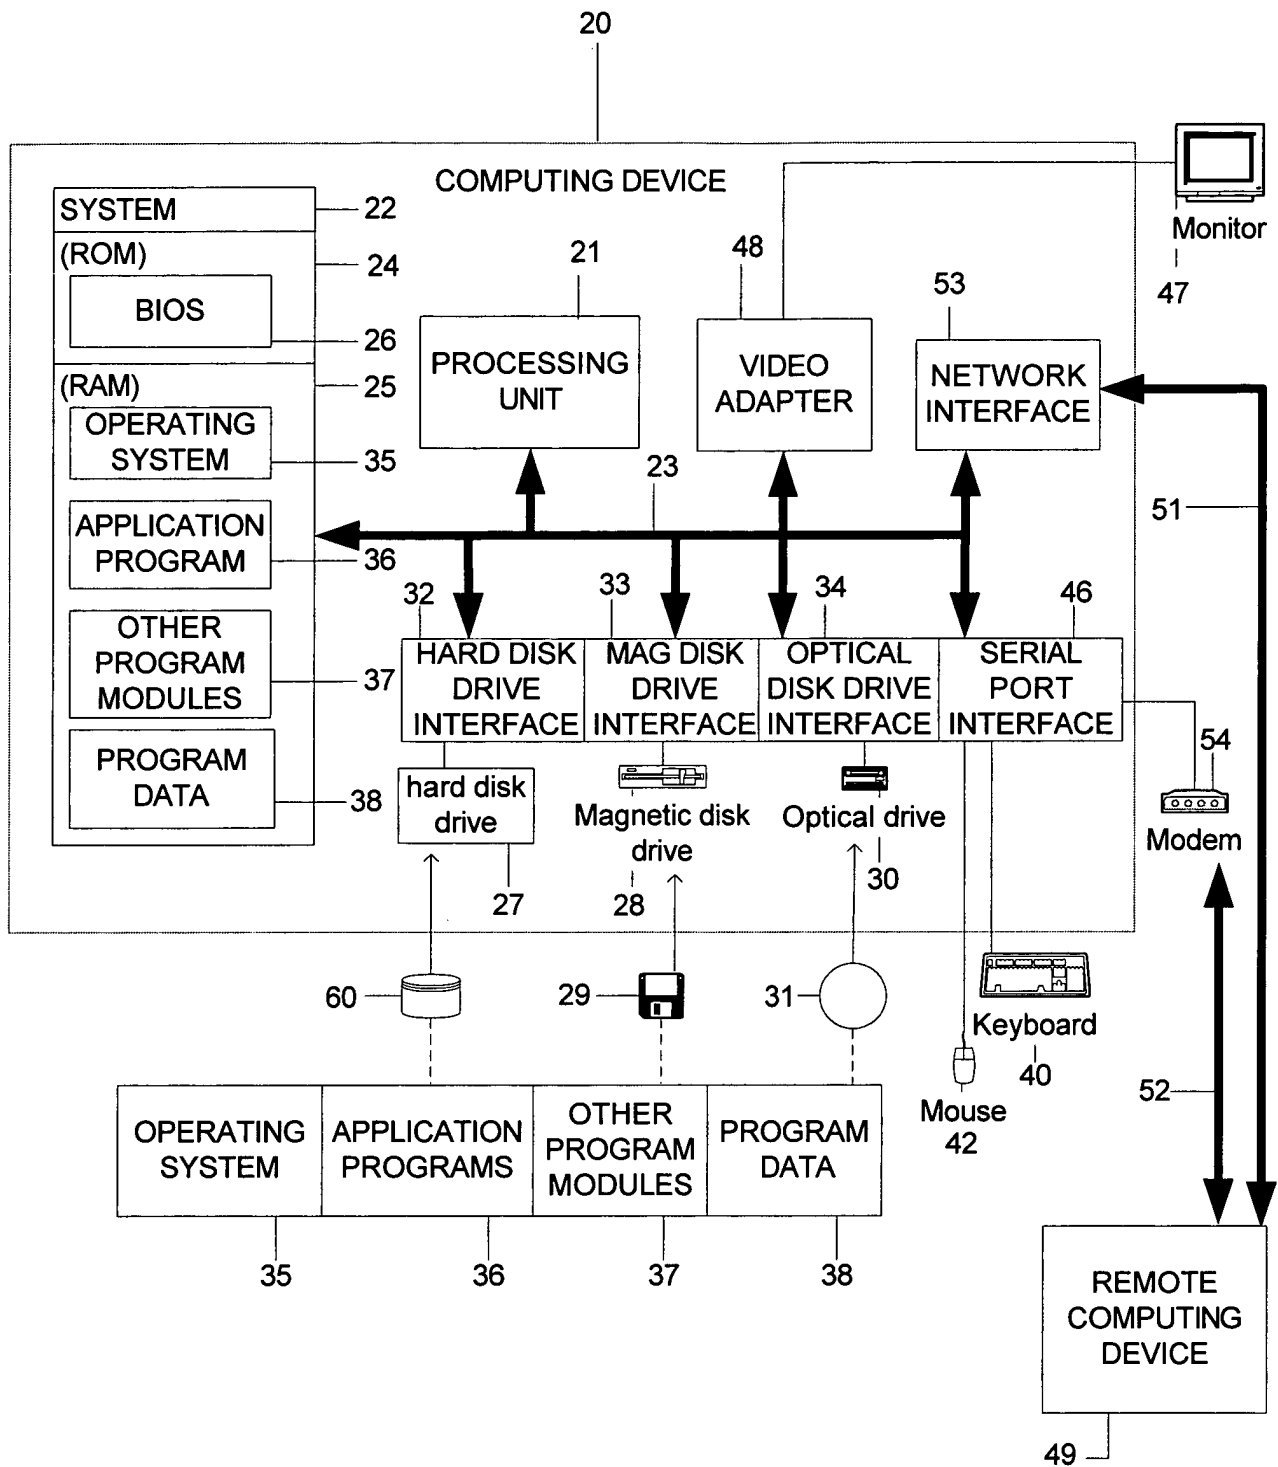 20
COMPUTING DEVICE
SYSTEM
22
(ROM)
24
BIOS
26
(RAM)
25
OPERATING
SYSTEM
35
APPLICATION
PROGRAM
36
OTHER
PROGRAM
MODULES
37
PROGRAM
DATA
38
21
PROCESSING
UNIT
48
VIDEO
ADAPTER
53
NETWORK
INTERFACE
Monitor
47
23
51
32
HARD DISK
DRIVE
INTERFACE
33
MAG DISK
DRIVE
INTERFACE
34
OPTICAL
DISK DRIVE
INTERFACE
46
SERIAL
PORT
INTERFACE
hard disk
drive
27
Magnetic disk
drive
28
Optical drive
30
54
Modem
60
29
31
Keyboard
40
Mouse
42
52
OPERATING
SYSTEM
APPLICATION
PROGRAMS
OTHER
PROGRAM
MODULES
PROGRAM
DATA
35
36
37
38
REMOTE
COMPUTING
DEVICE
49